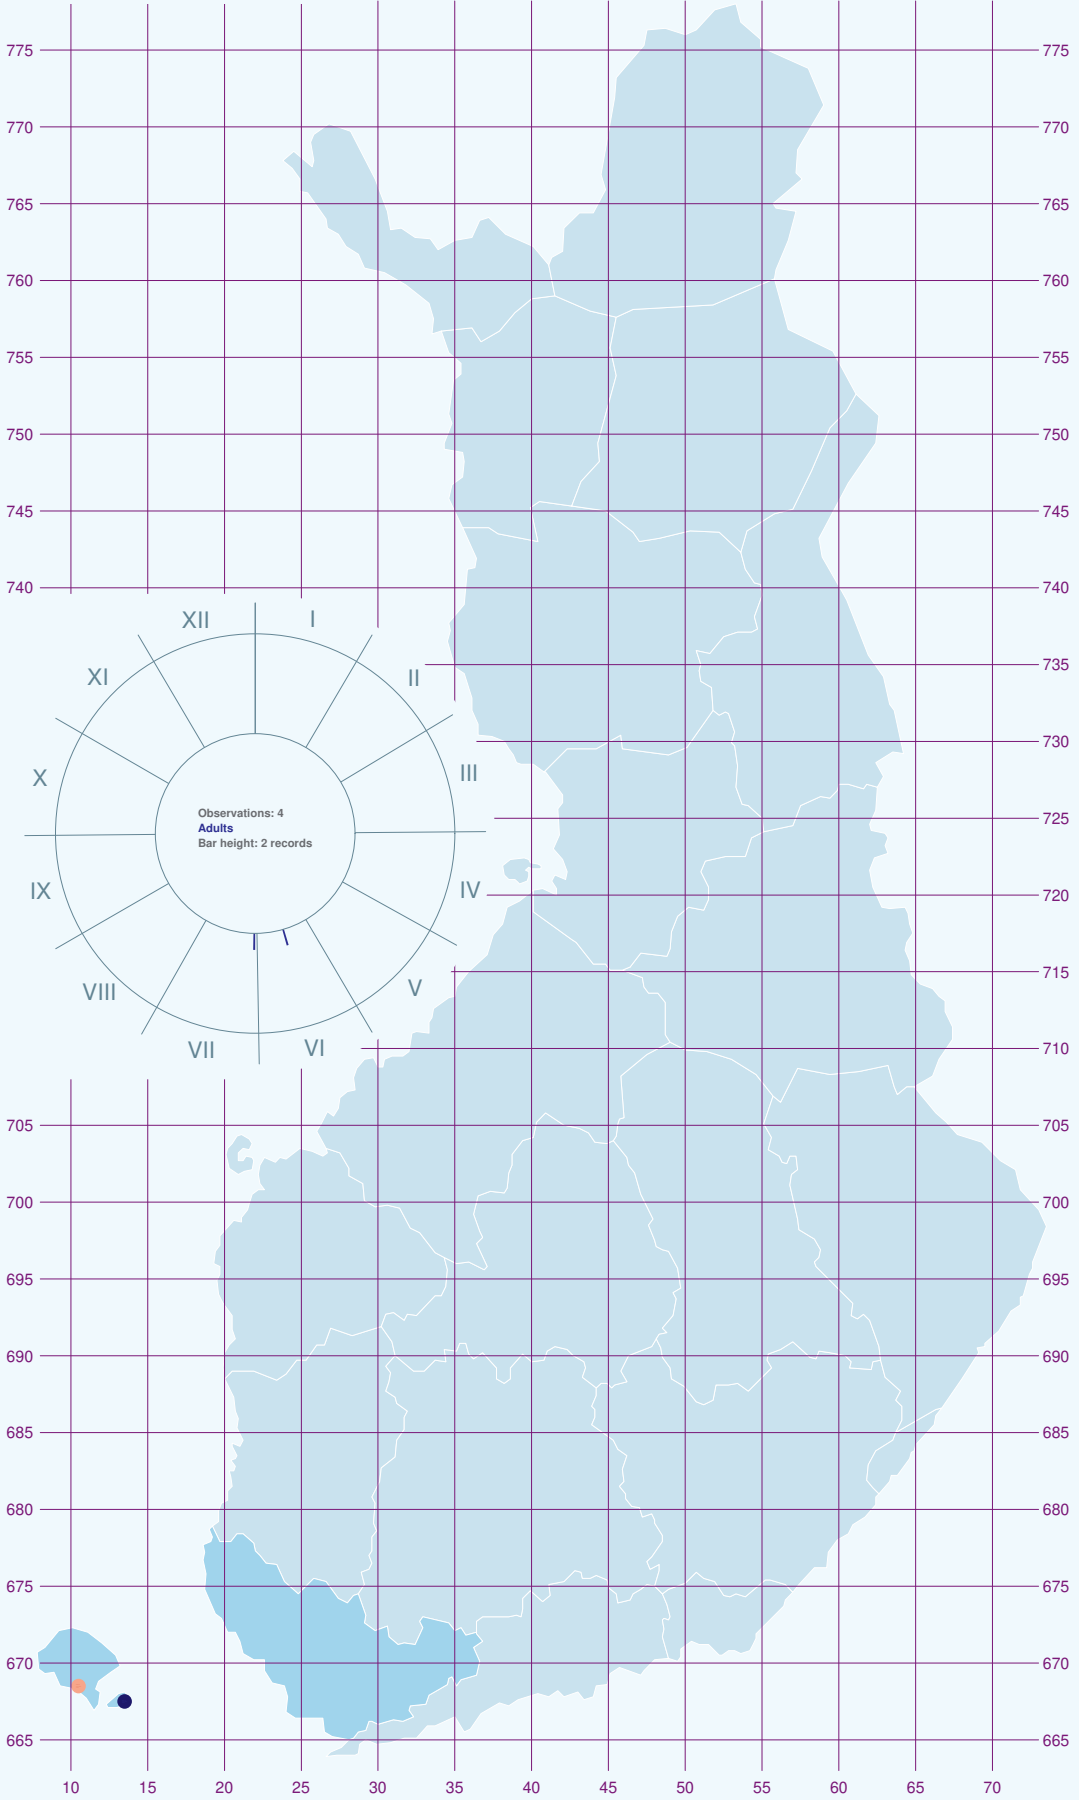 775 775
770 770
765 765
760 760
755 755
750 750
745 745
740 740
XII I
XI II
735
730
X III
725
Observations: 4
Adults
Bar height: 2 records
IX IV
720
715
VIII V
VII VI
710
705 705
700 700
695 695
690 690
685 685
680 680
675 675
670 670
665 665
10 15 20 25 30 35 40 45 50 55 60 65 70